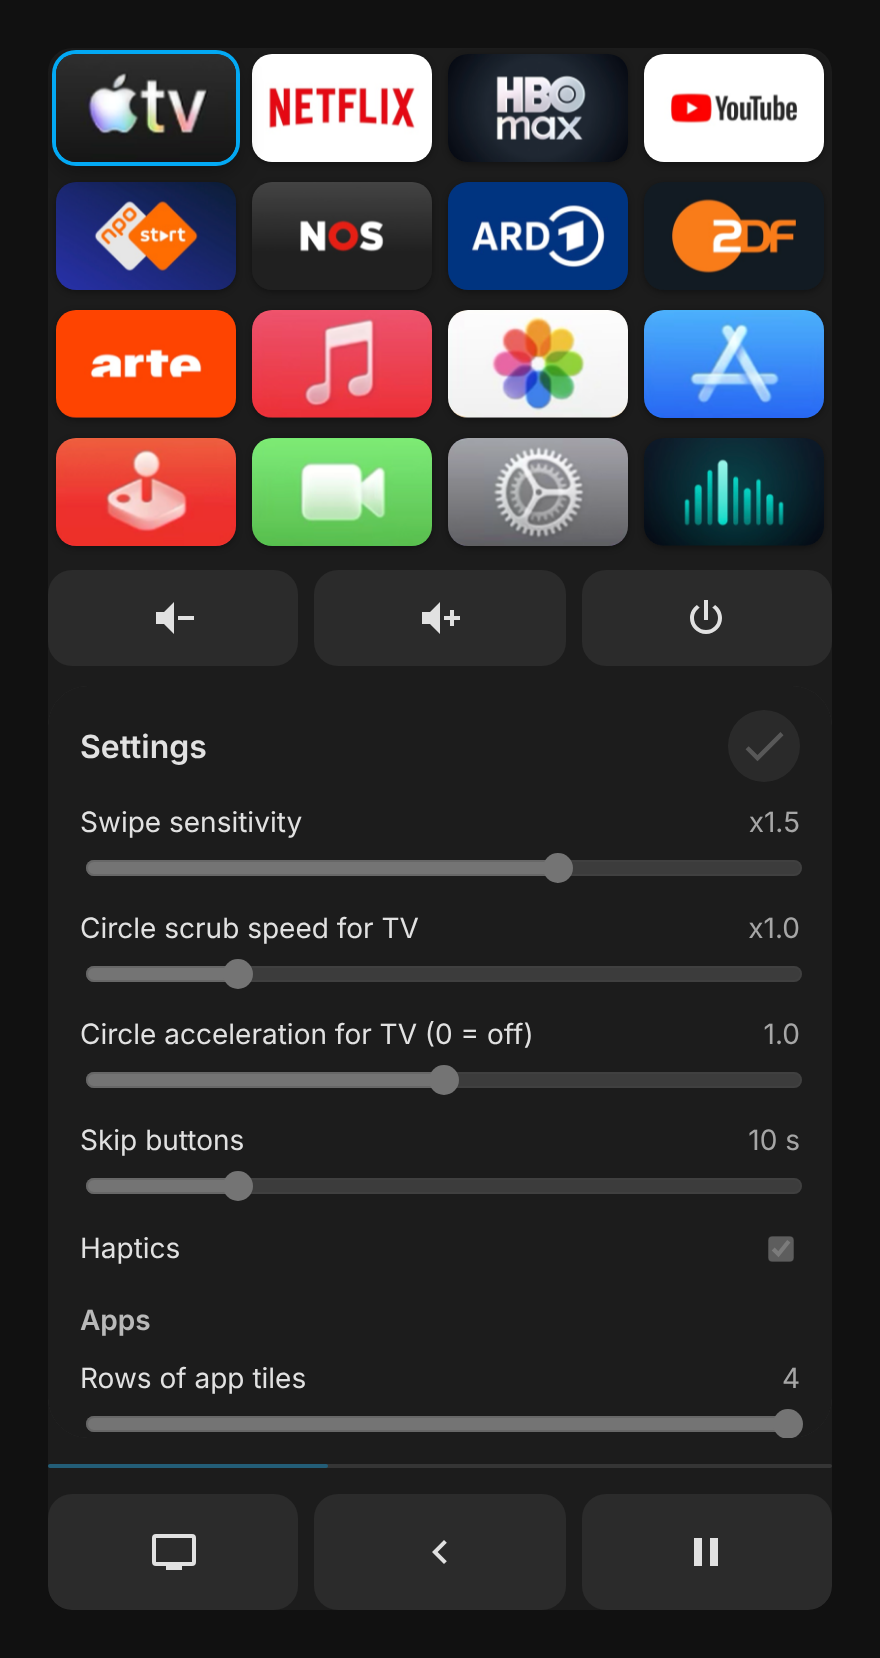 tv
NETFLIX
HBO
max
YouTube
npo
start
NOS
ARD 1
2DF
arte
Settings
Swipe sensitivity x1.5
Circle scrub speed for TV x1.0
Circle acceleration for TV (0 = off) 1.0
Skip buttons 10 s
Haptics
Apps
Rows of app tiles 4